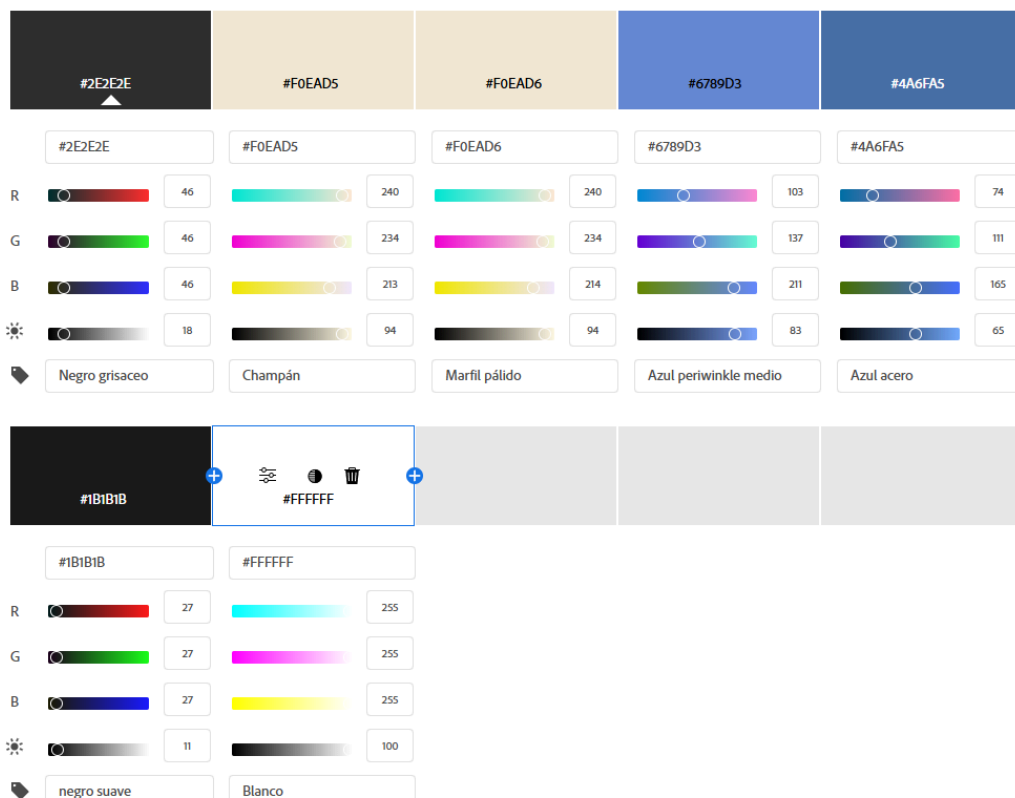 #2E2E2E #F0EAD5 #F0EAD6 #6789D3 #4A6FA5
#2E2E2E #F0EAD5 #F0EAD6 #6789D3 #4A6FA5
R 46 240 240 103 74
G 46 234 234 137 111
B 46 213 214 211 165
18 94 94 83 65
Negro grisaceo Champán Marfil pálido Azul periwinkle medio Azul acero
#1B1B1B #FFFFFF
#1B1B1B #FFFFFF
R 27 255
G 27 255
B 27 255
11 100
negro suave Blanco